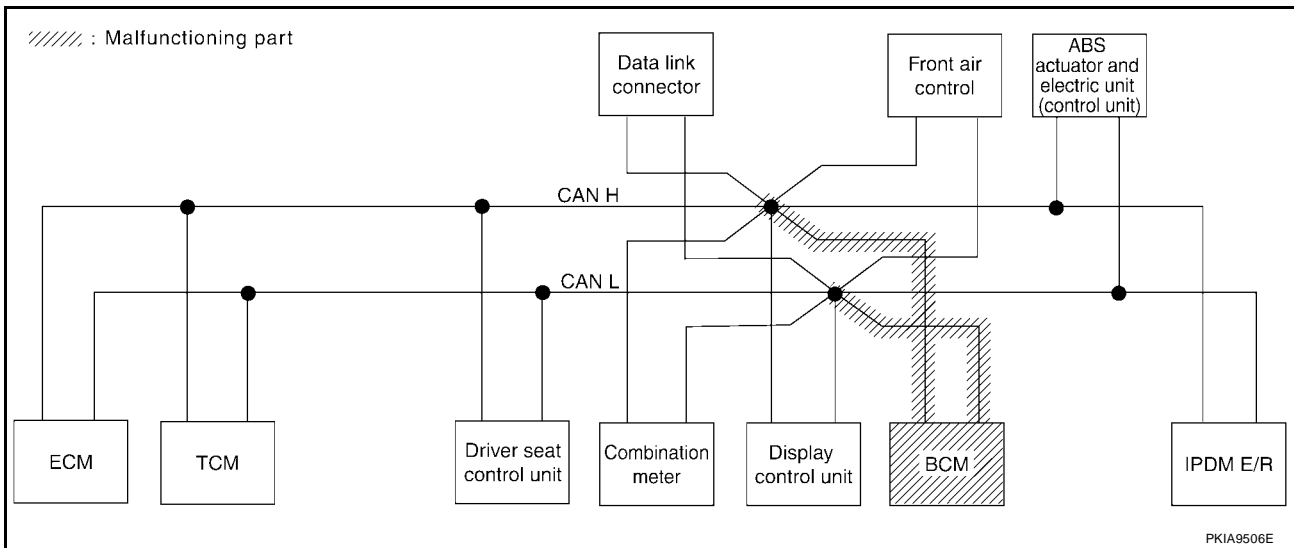 : Malfunctioning part
Data link
connector
Front air
control
ABS
actuator and
electric unit
(control unit)
CAN H
CAN L
ECM
TCM
Driver seat
control unit
Combination
meter
Display
control unit
BCM
IPDM E/R
PKIA9506E